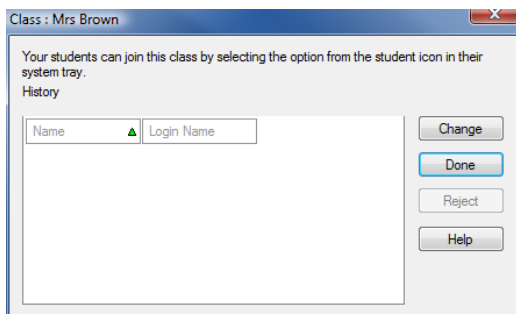 Class : Mrs Brown
Your students can join this class by selecting the option from the student icon in their
system tray.
History
Name Login Name
Change
Done
Reject
Help